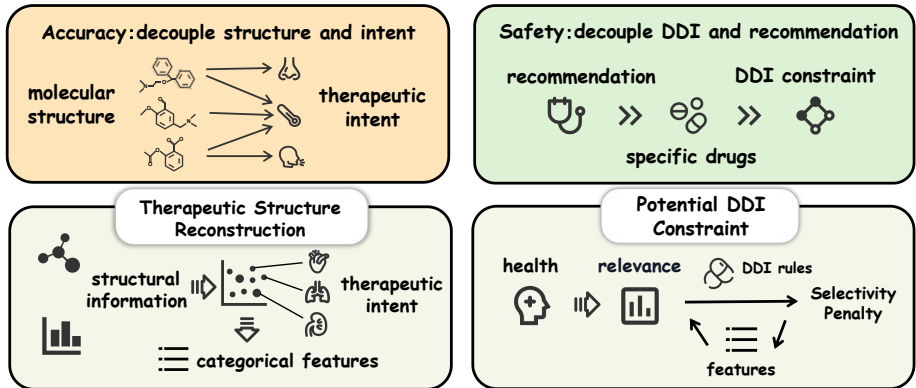 Accuracy:decouple structure and intent
molecular
structure
therapeutic
intent
Safety:decouple DDI and recommendation
recommendation
DDI constraint
specific drugs
Therapeutic Structure
Reconstruction
structural
information
therapeutic
intent
categorical features
Potential DDI
Constraint
health
relevance
DDI rules
Selectivity
Penalty
features